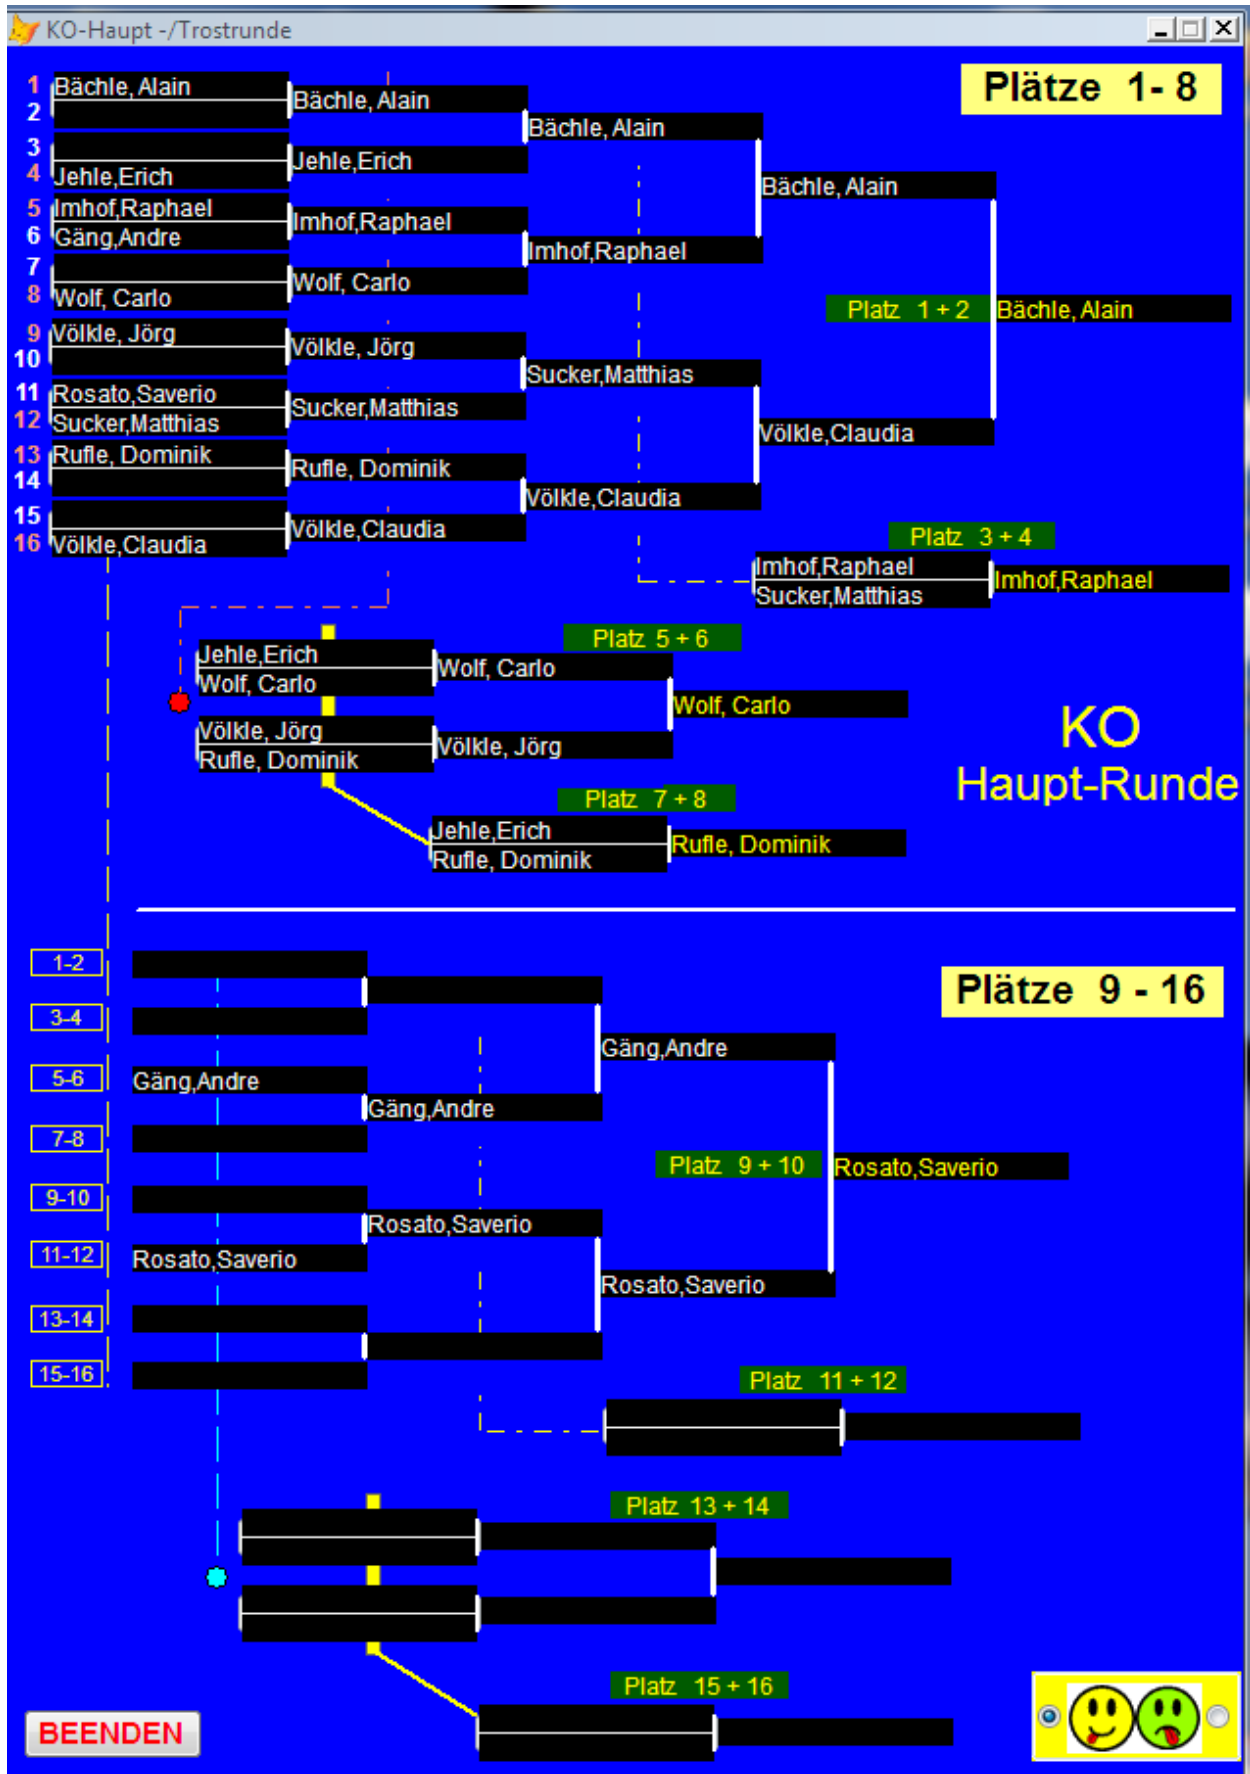 KO-Haupt -/Trostrunde
Plätze 1- 8
1 Bächle, Alain
2
Bächle, Alain
Bächle, Alain
3
4 Jehle,Erich
Jehle,Erich
Bächle, Alain
5 Imhof,Raphael
6 Gäng,Andre
Imhof,Raphael
Imhof,Raphael
7
8 Wolf, Carlo
Wolf, Carlo
Platz 1 + 2 Bächle, Alain
9 Völkle, Jörg
10
Völkle, Jörg
Sucker,Matthias
11 Rosato,Saverio
12 Sucker,Matthias
Sucker,Matthias
Völkle,Claudia
13 Rufle, Dominik
14
Rufle, Dominik
Völkle,Claudia
15
16 Völkle,Claudia
Völkle,Claudia
Platz 3 + 4
Imhof,Raphael
Sucker,Matthias
Imhof,Raphael
Platz 5 + 6
Jehle,Erich
Wolf, Carlo
Wolf, Carlo
Wolf, Carlo
Völkle, Jörg
Rufle, Dominik
Völkle, Jörg
KO
Haupt-Runde
Platz 7 + 8
Jehle,Erich
Rufle, Dominik
Rufle, Dominik
Plätze 9 - 16
1-2
3-4
Gäng,Andre
5-6 Gäng,Andre
Gäng,Andre
7-8
Platz 9 + 10 Rosato,Saverio
9-10
Rosato,Saverio
11-12 Rosato,Saverio
Rosato,Saverio
13-14
15-16
Platz 11 + 12
Platz 13 + 14
Platz 15 + 16
BEENDEN